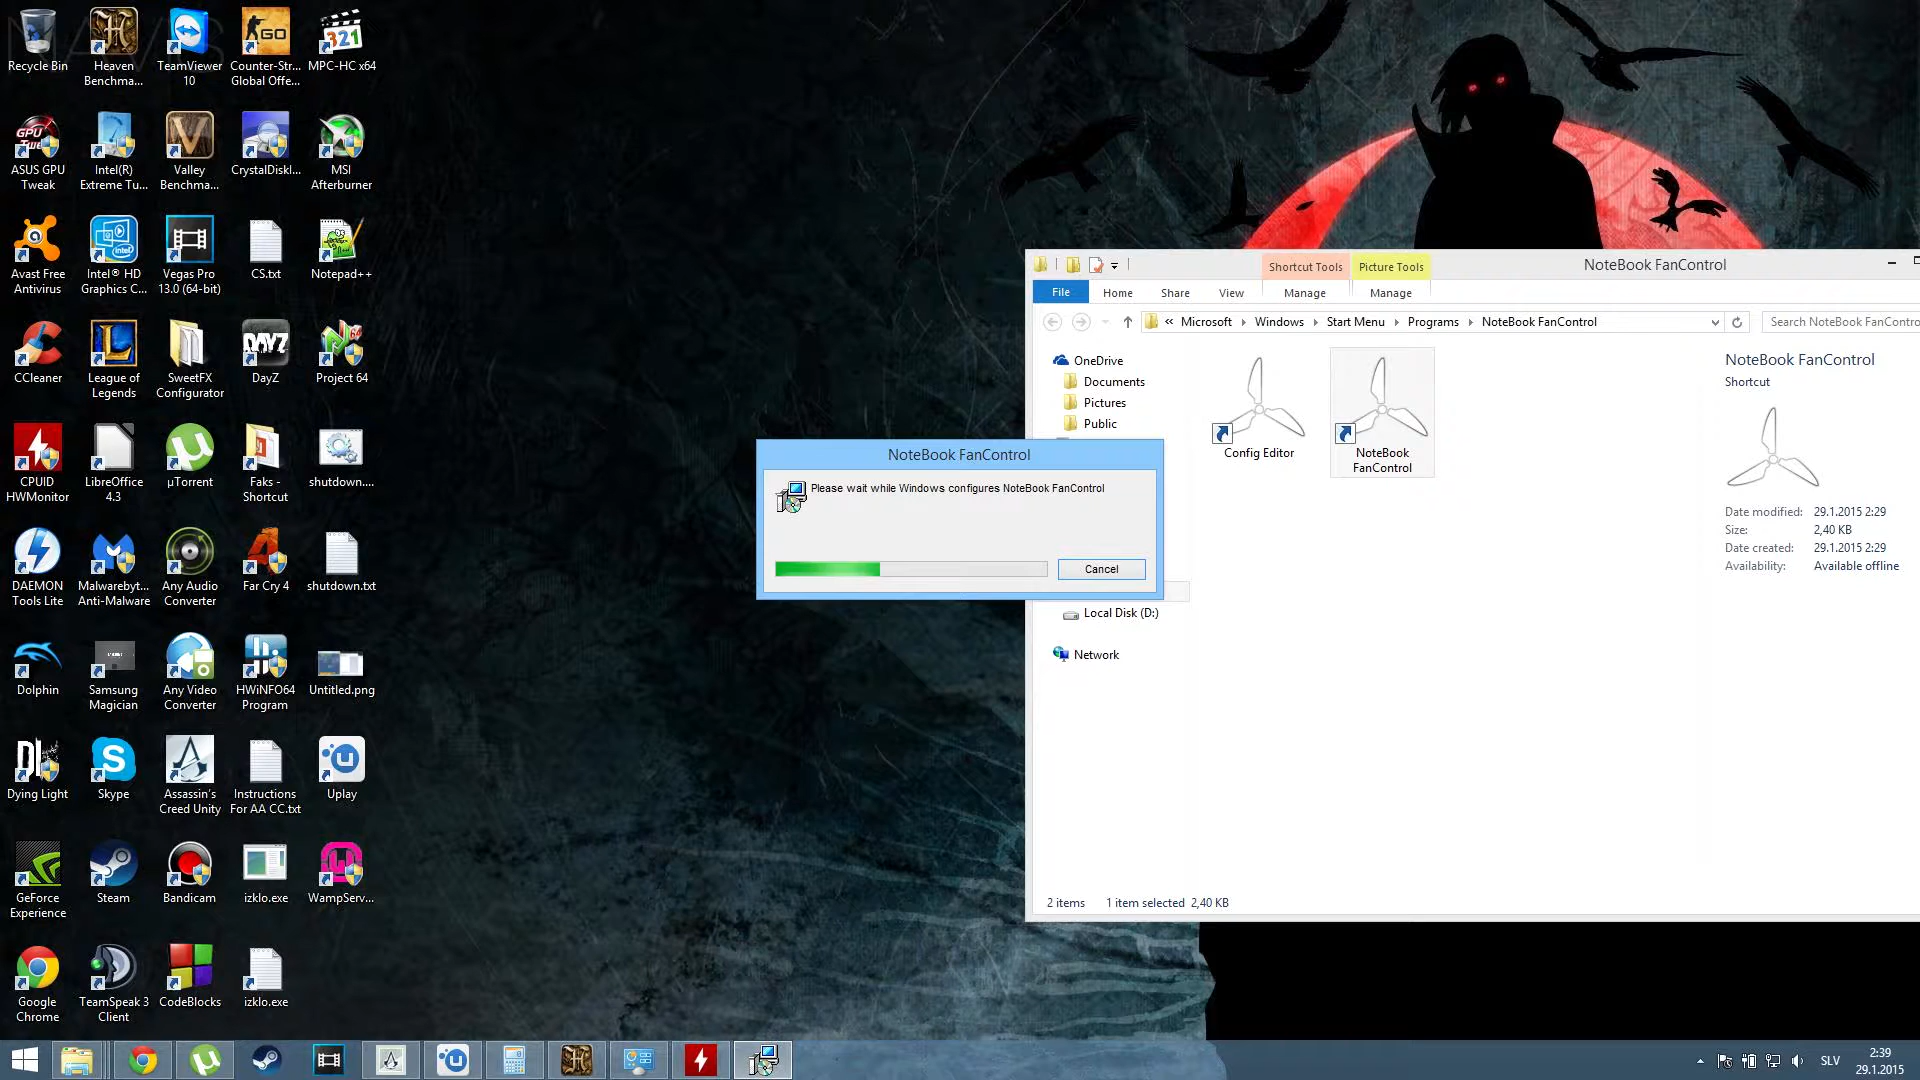 Recycle Bin
Heaven
Benchma...
TeamViewer
10
Counter-Str...
Global Offe...
MPC-HC x64
ASUS GPU
Tweak
Intel(R)
Extreme Tu...
Valley
Benchma...
CrystalDiskI...
MSI
Afterburner
Avast Free
Antivirus
Intel® HD
Graphics C...
Vegas Pro
13.0 (64-bit)
CS.txt
Notepad++
CCleaner
League of
Legends
SweetFX
Configurator
DayZ
Project 64
CPUID
HWMonitor
LibreOffice
4.3
µTorrent
Faks -
Shortcut
shutdown....
DAEMON
Tools Lite
Malwarebyt...
Anti-Malware
Any Audio
Converter
Far Cry 4
shutdown.txt
Dolphin
Samsung
Magician
Any Video
Converter
HWiNFO64
Program
Untitled.png
Dying Light
Skype
Assassin's
Creed Unity
Instructions
For AA CC.txt
Uplay
GeForce
Experience
Steam
Bandicam
izklo.exe
WampServ...
Google
Chrome
TeamSpeak 3
Client
CodeBlocks
izklo.exe
Shortcut Tools
Picture Tools
NoteBook FanControl
File
Home
Share
View
Manage
Manage
« Microsoft
Windows
Start Menu
Programs
NoteBook FanControl
Search NoteBook FanContro
OneDrive
Documents
Pictures
Public
Local Disk (D:)
Network
Config Editor
NoteBook
FanControl
NoteBook FanControl
Shortcut
Date modified: 29.1.2015 2:29
Size: 2,40 KB
Date created: 29.1.2015 2:29
Availability: Available offline
2 items
1 item selected 2,40 KB
NoteBook FanControl
Please wait while Windows configures NoteBook FanControl
Cancel
SLV
2:39
29.1.2015